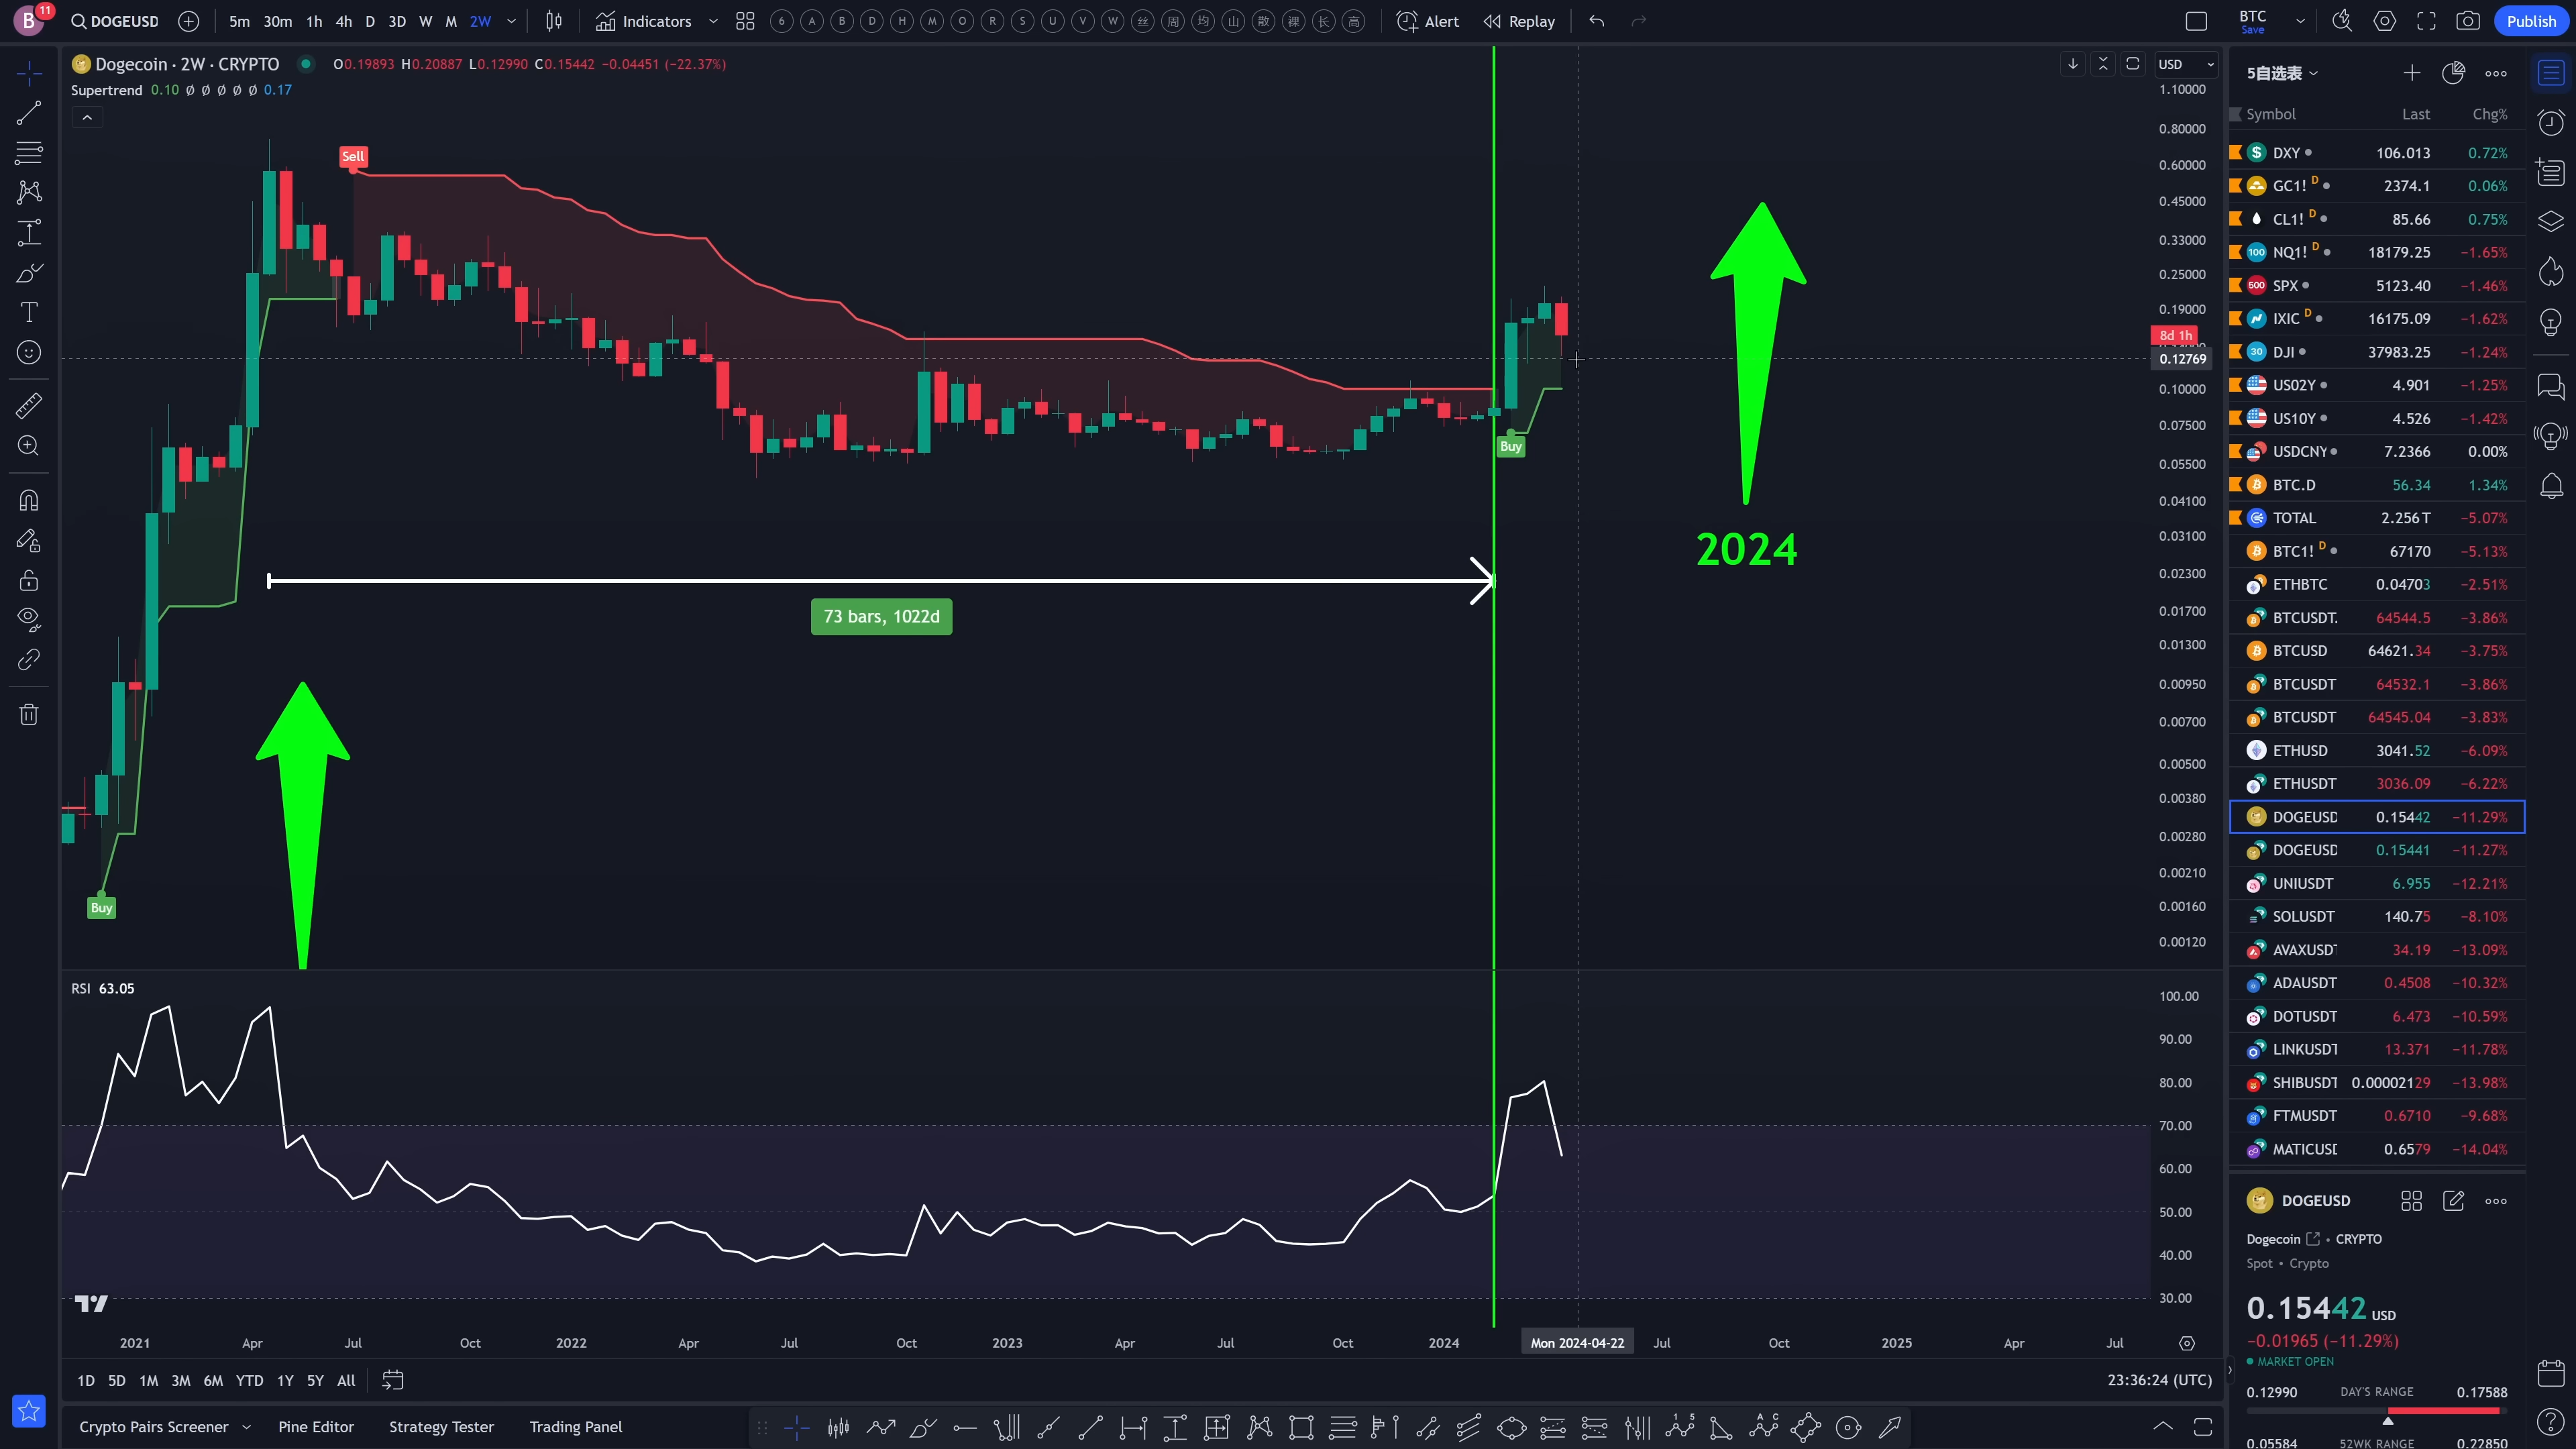 B 11 DOGEUSD 5m 30m 1h 4h D 3D W M 2W Indicators 6 A B D H M O R S U V W 丝 周 均 山 散 裸 长 高 Alert Replay BTC Save Publish
Dogecoin · 2W · CRYPTO O0.19893 H0.20887 L0.12990 C0.15442 −0.04451 (−22.37%)
Supertrend 0.10 ∅ ∅ ∅ ∅ ∅ 0.17
USD
1.10000
0.80000
0.60000
0.45000
0.33000
0.25000
0.19000
8d 1h
0.12769
0.10000
0.07500
0.05500
0.04100
0.03100
0.02300
0.01700
0.01300
0.00950
0.00700
0.00500
0.00380
0.00280
0.00210
0.00160
0.00120
Sell
Buy
Buy
2024
73 bars, 1022d
RSI 63.05
100.00
90.00
80.00
70.00
60.00
50.00
40.00
30.00
2021 Apr Jul Oct 2022 Apr Jul Oct 2023 Apr Jul Oct 2024 Mon 2024-04-22 Jul Oct 2025 Apr Jul
1D 5D 1M 3M 6M YTD 1Y 5Y All
23:36:24 (UTC)
Crypto Pairs Screener Pine Editor Strategy Tester Trading Panel
5自选表
Symbol Last Chg%
DXY 106.013 0.72%
GC1! D 2374.1 0.06%
CL1! D 85.66 0.75%
NQ1! D 18179.25 −1.65%
SPX 5123.40 −1.46%
IXIC D 16175.09 −1.62%
DJI 37983.25 −1.24%
US02Y 4.901 −1.25%
US10Y 4.526 −1.42%
USDCNY 7.2366 0.00%
BTC.D 56.34 1.34%
TOTAL 2.256T −5.07%
BTC1! D 67170 −5.13%
ETHBTC 0.04703 −2.51%
BTCUSDT. 64544.5 −3.86%
BTCUSD 64621.34 −3.75%
BTCUSDT 64532.1 −3.86%
BTCUSDT 64545.04 −3.83%
ETHUSD 3041.52 −6.09%
ETHUSDT 3036.09 −6.22%
DOGEUSD 0.15442 −11.29%
DOGEUSD 0.15441 −11.27%
UNIUSDT 6.955 −12.21%
SOLUSDT 140.75 −8.10%
AVAXUSDT 34.19 −13.09%
ADAUSDT 0.4508 −10.32%
DOTUSDT 6.473 −10.59%
LINKUSDT 13.371 −11.78%
SHIBUSDT 0.00002129 −13.98%
FTMUSDT 0.6710 −9.68%
MATICUSD 0.6579 −14.04%
DOGEUSD
Dogecoin • CRYPTO
Spot • Crypto
0.15442 USD
−0.01965 (−11.29%)
MARKET OPEN
0.12990 DAY'S RANGE 0.17588
0.05584 52WK RANGE 0.22850